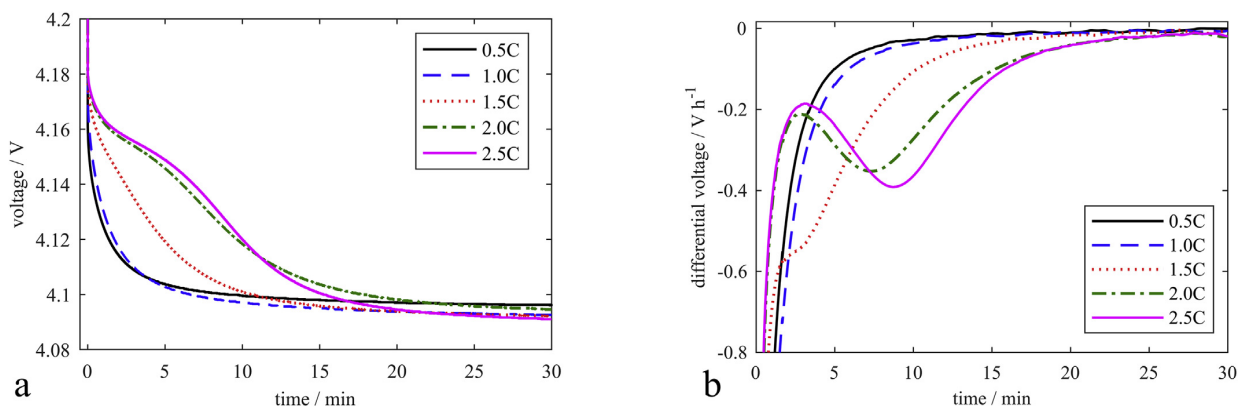 4.2
4.18
4.16
4.14
4.12
4.1
4.08
voltage / V
0 5 10 15 20 25 30
time / min
0.5C
1.0C
1.5C
2.0C
2.5C
a
0
-0.2
-0.4
-0.6
-0.8
differential voltage / V h⁻¹
0 5 10 15 20 25 30
time / min
0.5C
1.0C
1.5C
2.0C
2.5C
b